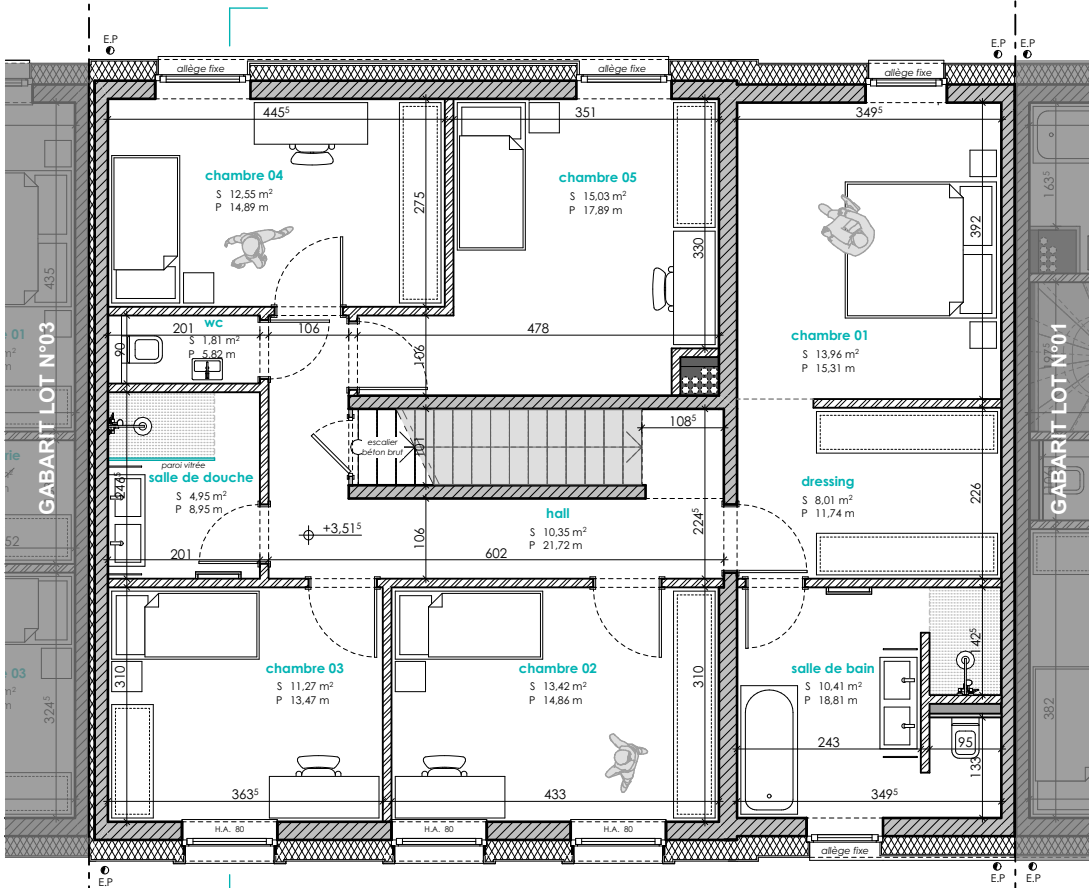 E.P
E.P
E.P
allège fixe
allège fixe
allège fixe
445⁵
351
349⁵
chambre 04
S 12,55 m²
P 14,89 m
275
chambre 05
S 15,03 m²
P 17,89 m
330
392
163⁵
435
chambre 01
S 13,96 m²
P 15,31 m
wc
S 1,81 m²
P 5,82 m
201
106
478
90
106
GABARIT LOT N°03
GABARIT LOT N°01
01
108⁵
escalier
béton brut
101
paroi vitrée
salle de douche
S 4,95 m²
P 8,95 m
246⁵
201
+3,51⁵
106
hall
S 10,35 m²
P 21,72 m
602
224⁵
dressing
S 8,01 m²
P 11,74 m
226
52
chambre 03
S 11,27 m²
P 13,47 m
310
chambre 02
S 13,42 m²
P 14,86 m
310
salle de bain
S 10,41 m²
P 18,81 m
142⁵
243
95
133
03
324⁵
382
363⁵
433
349⁵
H.A. 80
H.A. 80
H.A. 80
allège fixe
E.P
E.P
E.P